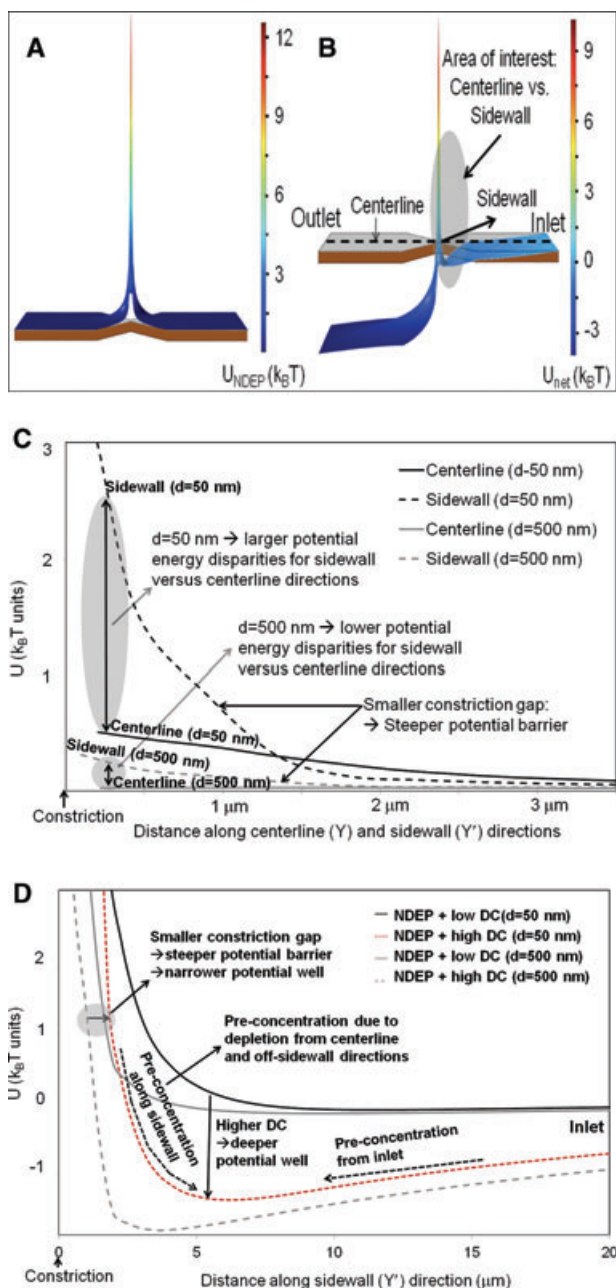 A
12
9
6
3
U_NDEP (k_BT)
B
Area of interest:
Centerline vs.
Sidewall
Sidewall
Centerline
Outlet
Inlet
9
6
3
0
-3
U_net (k_BT)
C
U (k_BT units)
3
2
1
Sidewall (d=50 nm)
Centerline (d-50 nm)
Sidewall (d=50 nm)
Centerline (d=500 nm)
Sidewall (d=500 nm)
d=50 nm → larger potential
energy disparities for sidewall
versus centerline directions
d=500 nm → lower potential
energy disparities for sidewall
versus centerline directions
Smaller constriction gap:
→ Steeper potential barrier
Centerline (d=50 nm)
Sidewall (d=500 nm)
Centerline (d=500 nm)
1 µm
2 µm
3 µm
Constriction
Distance along centerline (Y) and sidewall (Y') directions
D
U (k_BT units)
2
1
0
-1
NDEP + low DC(d=50 nm)
NDEP + high DC (d=50 nm)
NDEP + low DC (d=500 nm)
NDEP + high DC (d=500 nm)
Smaller constriction gap
→steeper potential barrier
→narrower potential well
Pre-concentration due to
depletion from centerline
and off-sidewall directions
Pre-concentration
along sidewall
Higher DC
→deeper
potential well
Pre-concentration
from inlet
Inlet
0
5
10
15
20
Constriction
Distance along sidewall (Y') direction (µm)